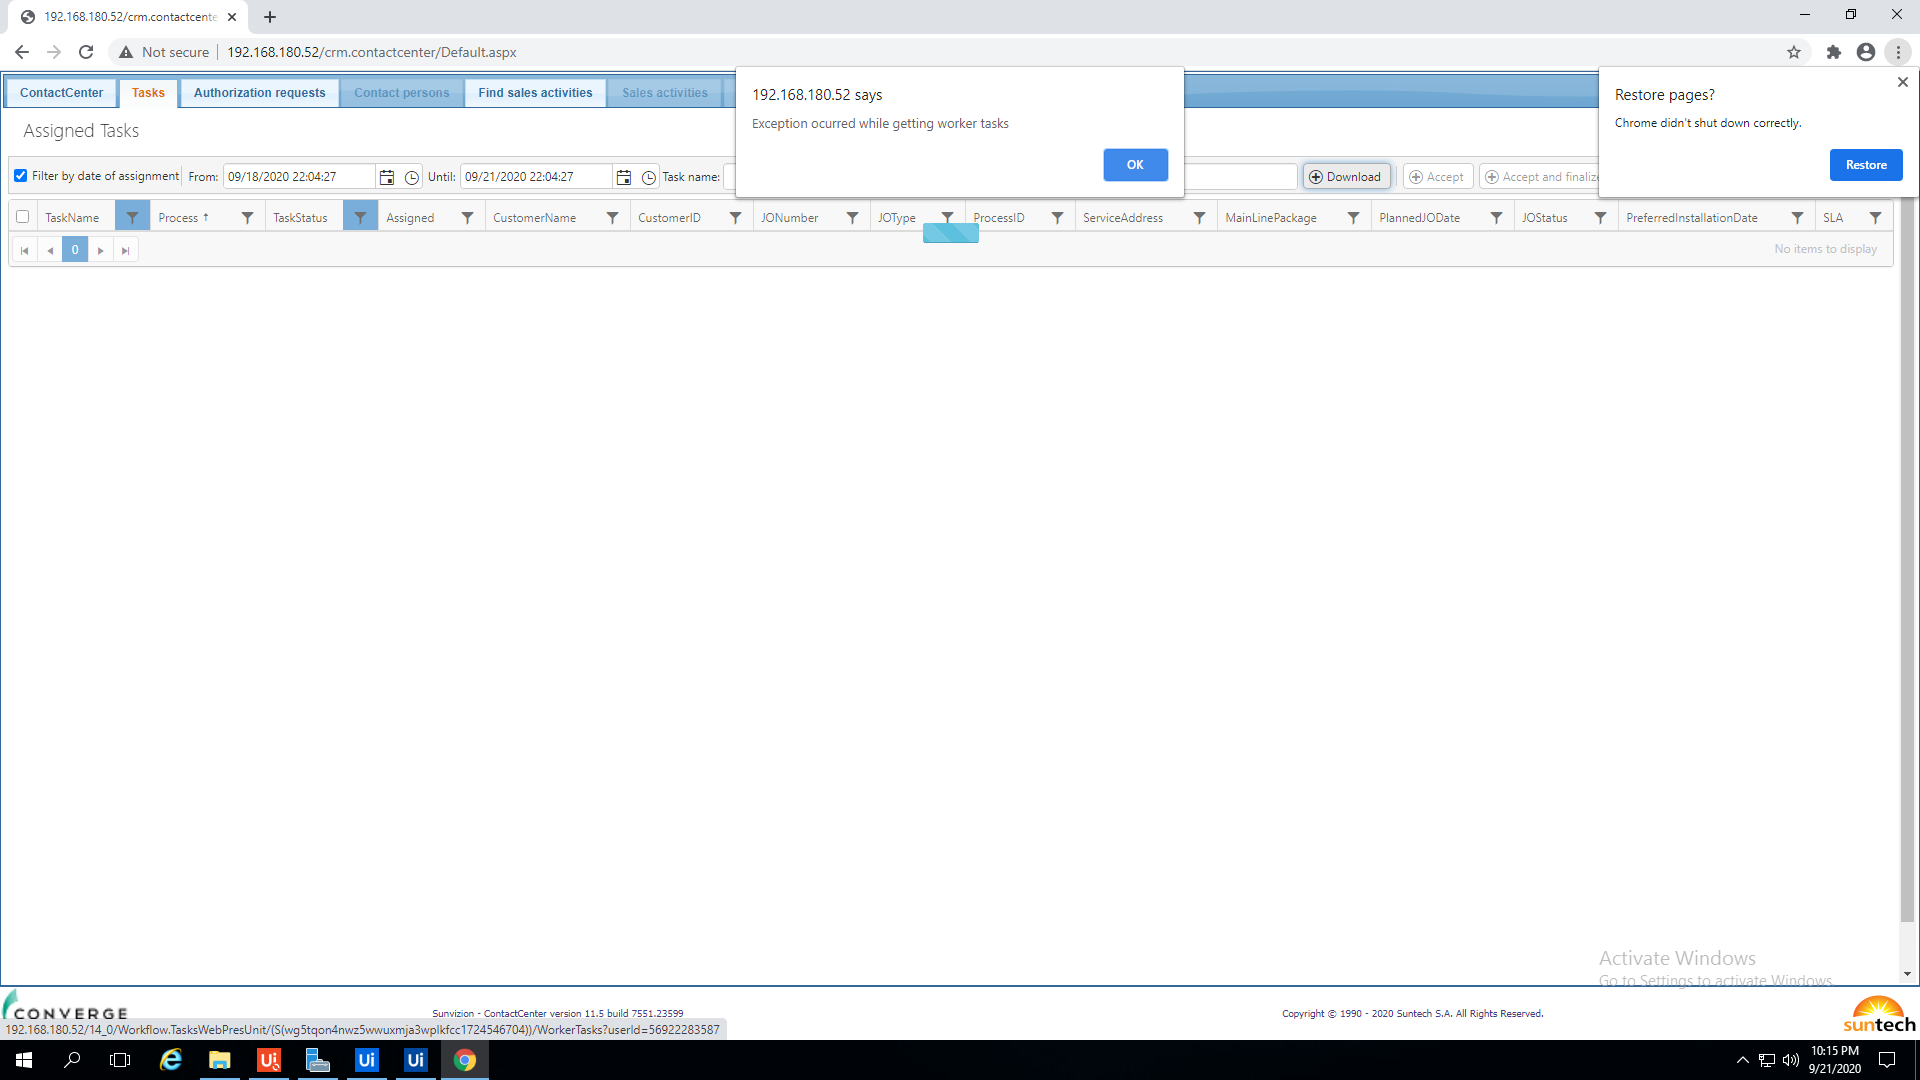 192.168.180.52/crm.contactcente
Not secure
192.168.180.52/crm.contactcenter/Default.aspx
ContactCenter
Tasks
Authorization requests
Contact persons
Find sales activities
Sales activities
192.168.180.52 says
Exception ocurred while getting worker tasks
OK
Restore pages?
Chrome didn't shut down correctly.
Restore
Assigned Tasks
Filter by date of assignment
From:
09/18/2020 22:04:27
Until:
09/21/2020 22:04:27
Task name:
Download
Accept
Accept and finalize
TaskName
Process
TaskStatus
Assigned
CustomerName
CustomerID
JONumber
JOType
ProcessID
ServiceAddress
MainLinePackage
PlannedJODate
JOStatus
PreferredInstallationDate
SLA
0
No items to display
Activate Windows
Go to Settings to activate Windows.
CONVERGE
Sunvizion - ContactCenter version 11.5 build 7551.23599
Copyright © 1990 - 2020 Suntech S.A. All Rights Reserved.
suntech
192.168.180.52/14_0/Workflow.TasksWebPresUnit/(S(wg5tqon4nwz5wwuxmja3wplkfcc1724546704))/WorkerTasks?userId=56922283587
Ui
Ui
Ui
10:15 PM
9/21/2020